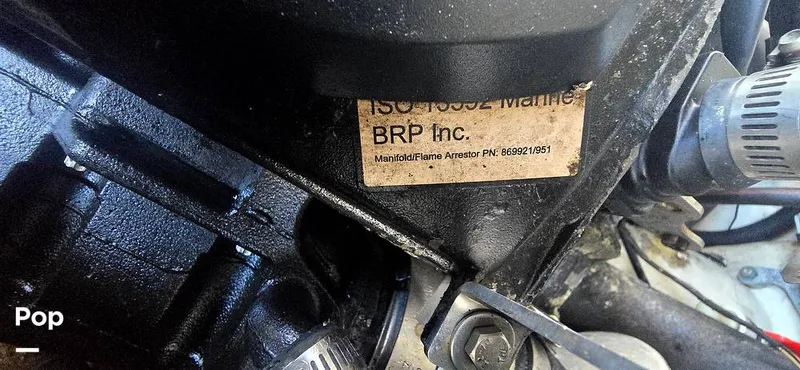 ISO 13592 Marine
BRP Inc.
Manifold/Flame Arrestor PN: 869921/951
Pop